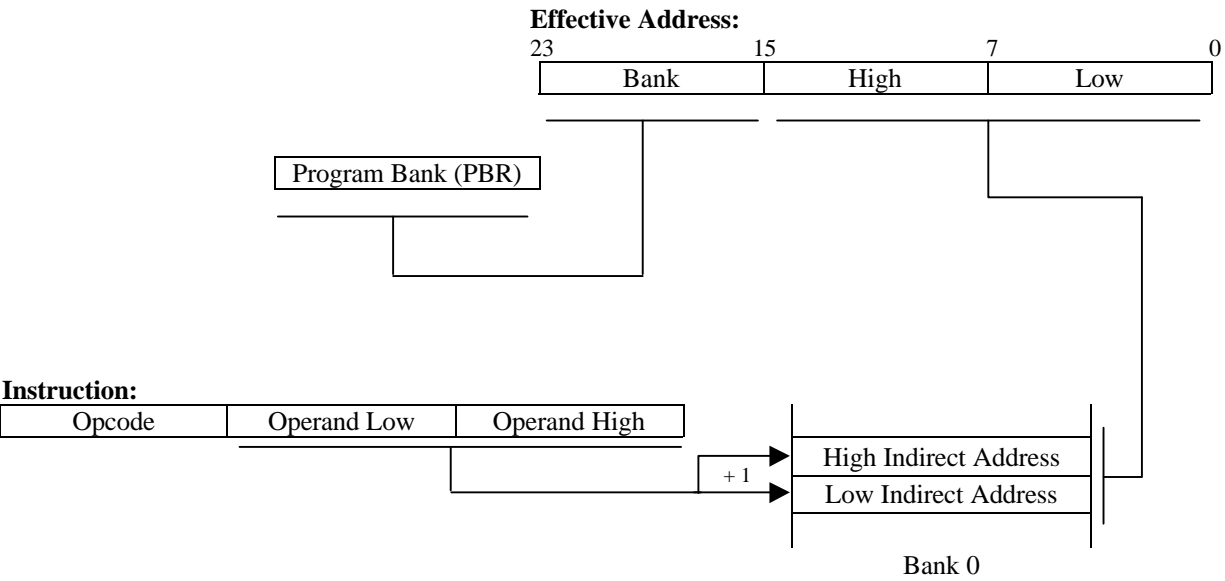 Effective Address:
23 15 7 0
Bank High Low
Program Bank (PBR)
Instruction:
Opcode Operand Low Operand High
High Indirect Address
+ 1
Low Indirect Address
Bank 0